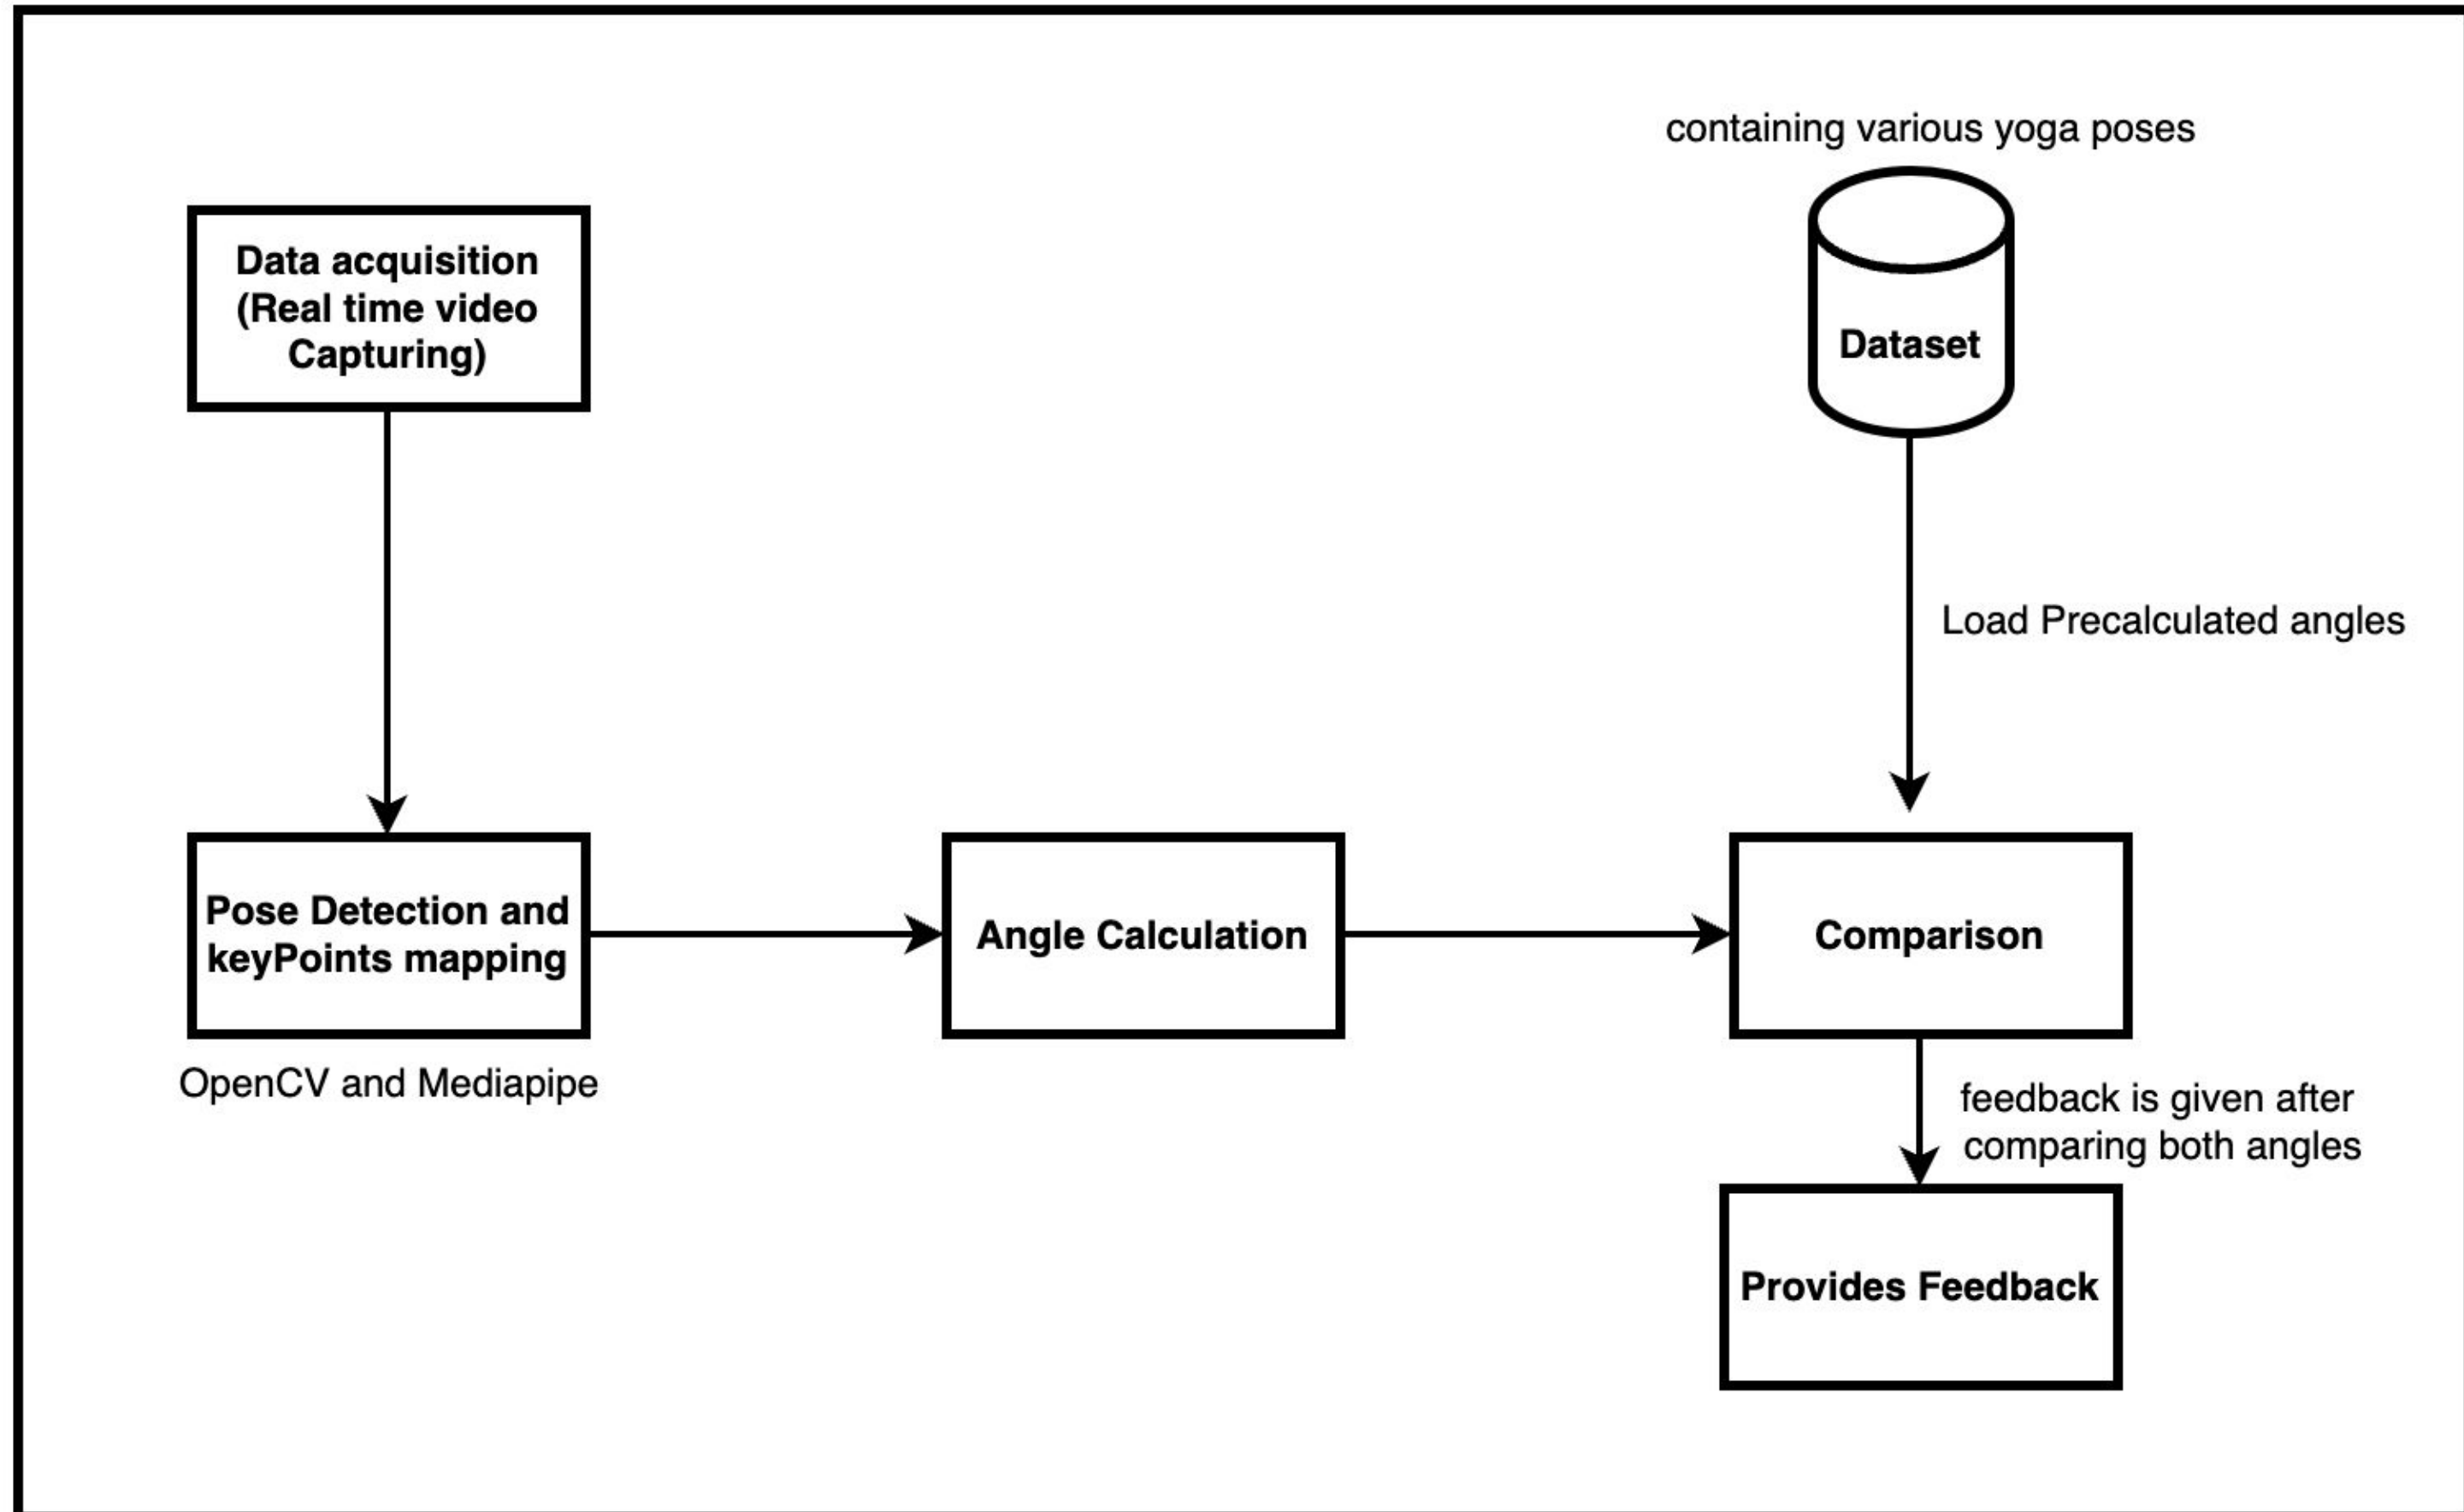 containing various yoga poses
Data acquisition
(Real time video
Capturing)
Dataset
Load Precalculated angles
Pose Detection and
keyPoints mapping
OpenCV and Mediapipe
Angle Calculation
Comparison
feedback is given after
comparing both angles
Provides Feedback